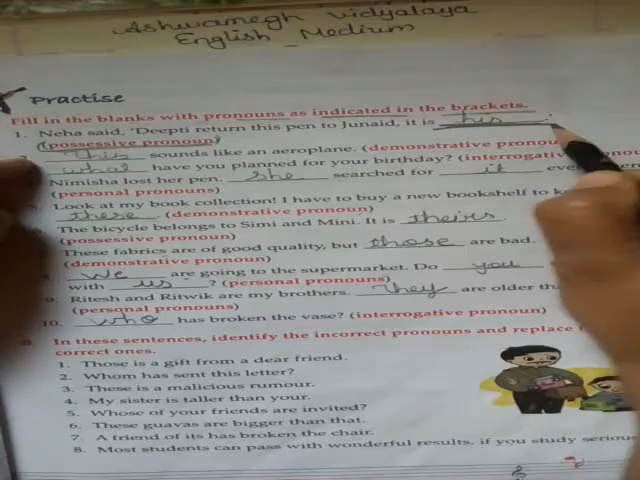 Ashwamegh Vidyalaya
English Medium
Practise
Fill in the blanks with pronouns as indicated in the brackets.
1. Neha said, 'Deepti return this pen to Junaid, it is his.'
(possessive pronoun)
This sounds like an aeroplane. (demonstrative pronoun
what have you planned for your birthday? (interrogative pronoun
Nimisha lost her pen. she searched for it
(personal pronouns)
Look at my book collection! I have to buy a new bookshelf to
these. (demonstrative pronoun)
The bicycle belongs to Simi and Mini. It is theirs.
(possessive pronoun)
These fabrics are of good quality, but those are bad.
(demonstrative pronoun)
We are going to the supermarket. Do you
with us? (personal pronouns)
9. Ritesh and Ritwik are my brothers. They are older
(personal pronouns)
10. who has broken the vase? (interrogative pronoun)
B In these sentences, identify the incorrect pronouns and replace
correct ones.
1. Those is a gift from a dear friend.
2. Whom has sent this letter?
3. These is a malicious rumour.
4. My sister is taller than your.
5. Whose of your friends are invited?
6. These guavas are bigger than that.
7. A friend of its has broken the chair.
8. Most students can pass with wonderful results, if you study